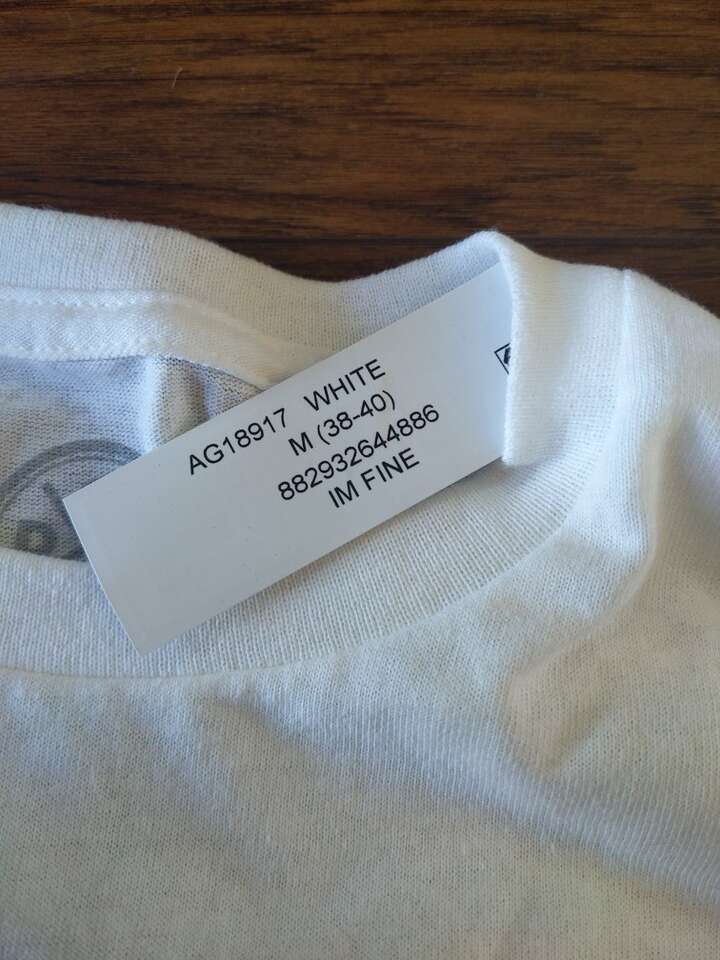 AG18917 WHITE
M (38-40)
882932644886
IM FINE